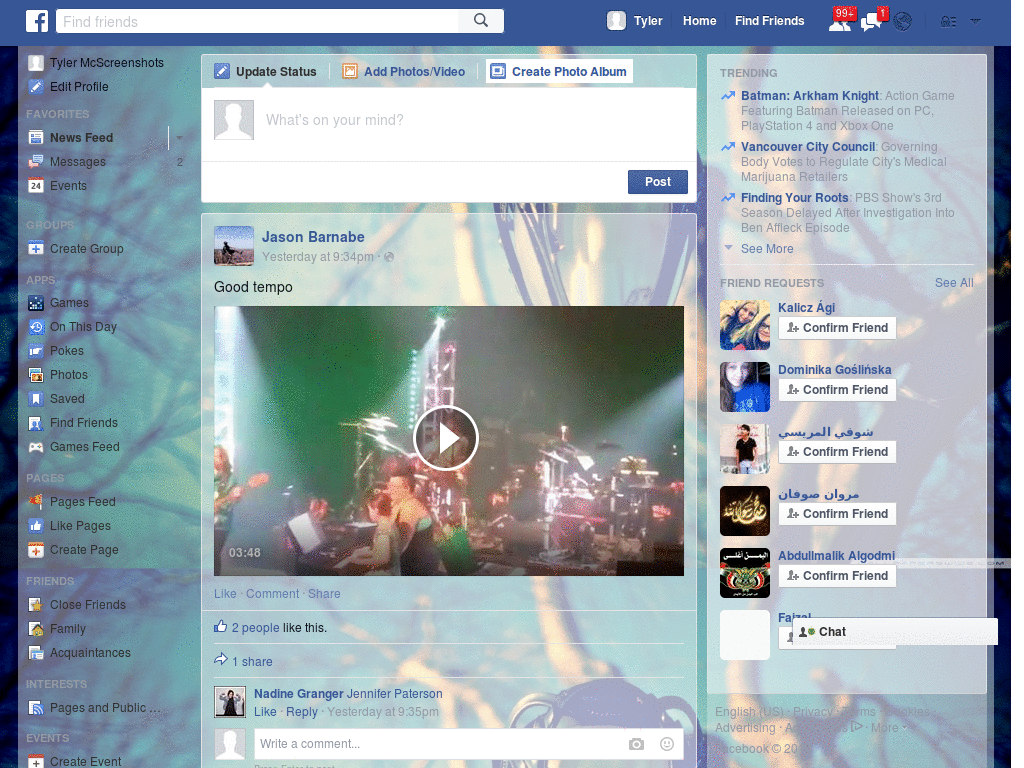 Find friends
Tyler
Home
Find Friends
99+
1
Tyler McScreenshots
Edit Profile
FAVORITES
News Feed
Messages 2
24 Events
GROUPS
Create Group
APPS
Games
On This Day
Pokes
Photos
Saved
Find Friends
Games Feed
PAGES
Pages Feed
Like Pages
Create Page
FRIENDS
Close Friends
Family
Acquaintances
INTERESTS
Pages and Public ...
EVENTS
Create Event
Update Status
Add Photos/Video
Create Photo Album
What's on your mind?
Post
Jason Barnabe
Yesterday at 9:34pm ·
Good tempo
03:48
Like · Comment · Share
2 people like this.
1 share
Nadine Granger Jennifer Paterson
Like · Reply · Yesterday at 9:35pm
Write a comment...
TRENDING
Batman: Arkham Knight: Action Game
Featuring Batman Released on PC,
PlayStation 4 and Xbox One
Vancouver City Council: Governing
Body Votes to Regulate City's Medical
Marijuana Retailers
Finding Your Roots: PBS Show's 3rd
Season Delayed After Investigation Into
Ben Affleck Episode
See More
FRIEND REQUESTS See All
Kalicz Ági
Confirm Friend
Dominika Goślińska
Confirm Friend
شوقي المريسي
Confirm Friend
مروان صوفان
Confirm Friend
Abdullmalik Algodmi
Confirm Friend
Chat
English (US) · Privacy · Terms · Cookies ·
Advertising · More ·
Facebook © 20